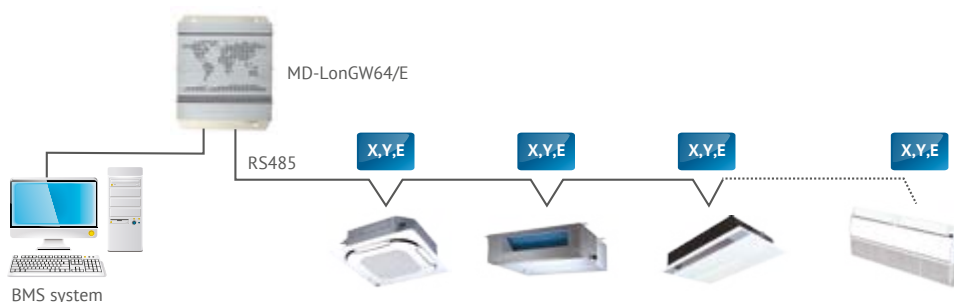 MD-LonGW64/E
RS485
X,Y,E
X,Y,E
X,Y,E
X,Y,E
BMS system